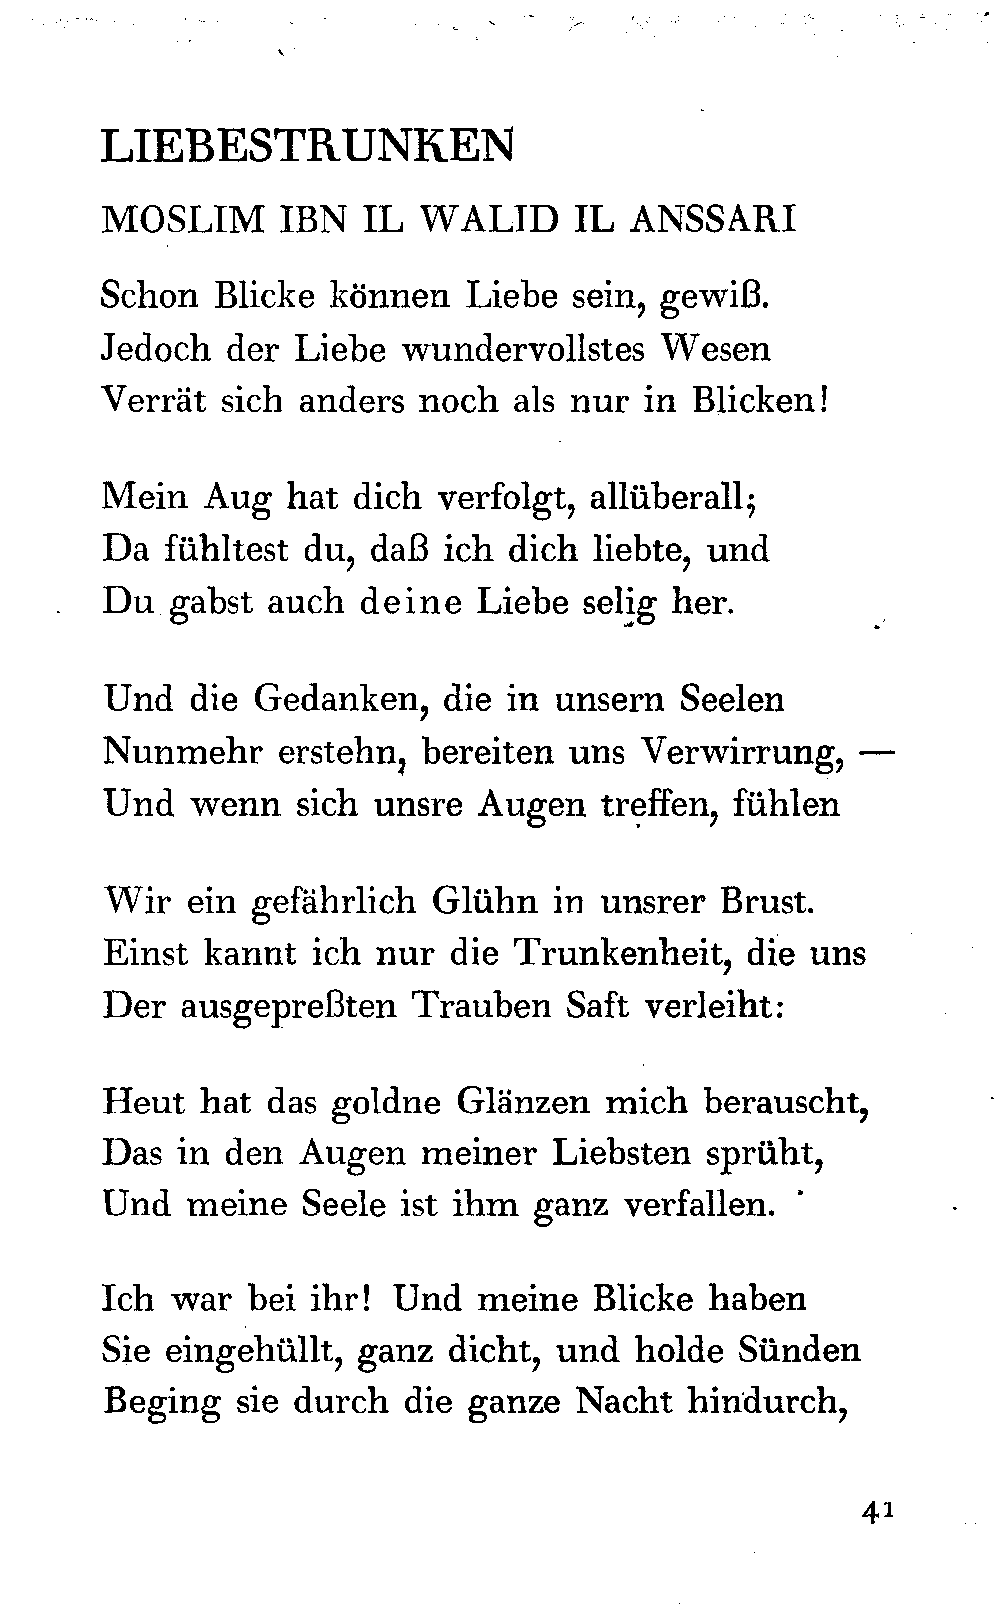 LIEBESTRUNKEN
MOSLIM IBN IL WALID IL ANSSARI
Schon Blicke können Liebe sein, gewiß.
Jedoch der Liebe wundervollstes Wesen
Verrät sich anders noch als nur in Blicken!
Mein Aug hat dich verfolgt, allüberall;
Da fühltest du, daß ich dich liebte, und
Du gabst auch deine Liebe selig her.
Und die Gedanken, die in unsern Seelen
Nunmehr erstehn, bereiten uns Verwirrung, —
Und wenn sich unsre Augen treffen, fühlen
Wir ein gefährlich Glühn in unsrer Brust.
Einst kannt ich nur die Trunkenheit, die uns
Der ausgepreßten Trauben Saft verleiht:
Heut hat das goldne Glänzen mich berauscht,
Das in den Augen meiner Liebsten sprüht,
Und meine Seele ist ihm ganz verfallen.
Ich war bei ihr! Und meine Blicke haben
Sie eingehüllt, ganz dicht, und holde Sünden
Beging sie durch die ganze Nacht hindurch,
41